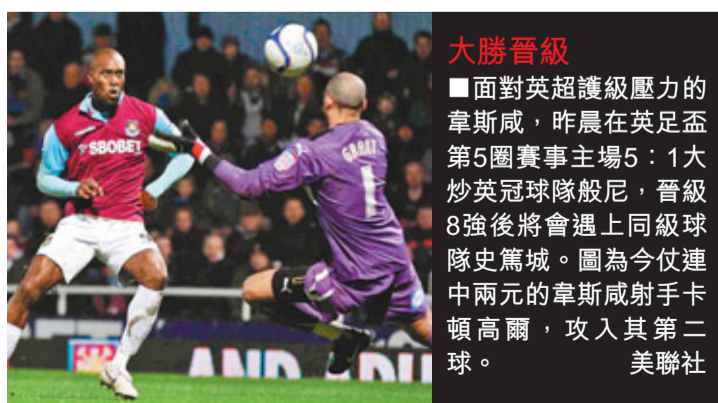 大勝晉級
■面對英超護級壓力的
韋斯咸，昨晨在英足盃
第5圈賽事主場5：1大
炒英冠球隊般尼，晉級
8強後將會遇上同級球
隊史篤城。圖為今仗連
中兩元的韋斯咸射手卡
頓高爾，攻入其第二
球。 美聯社
SBOBET
GRANT
1
AND